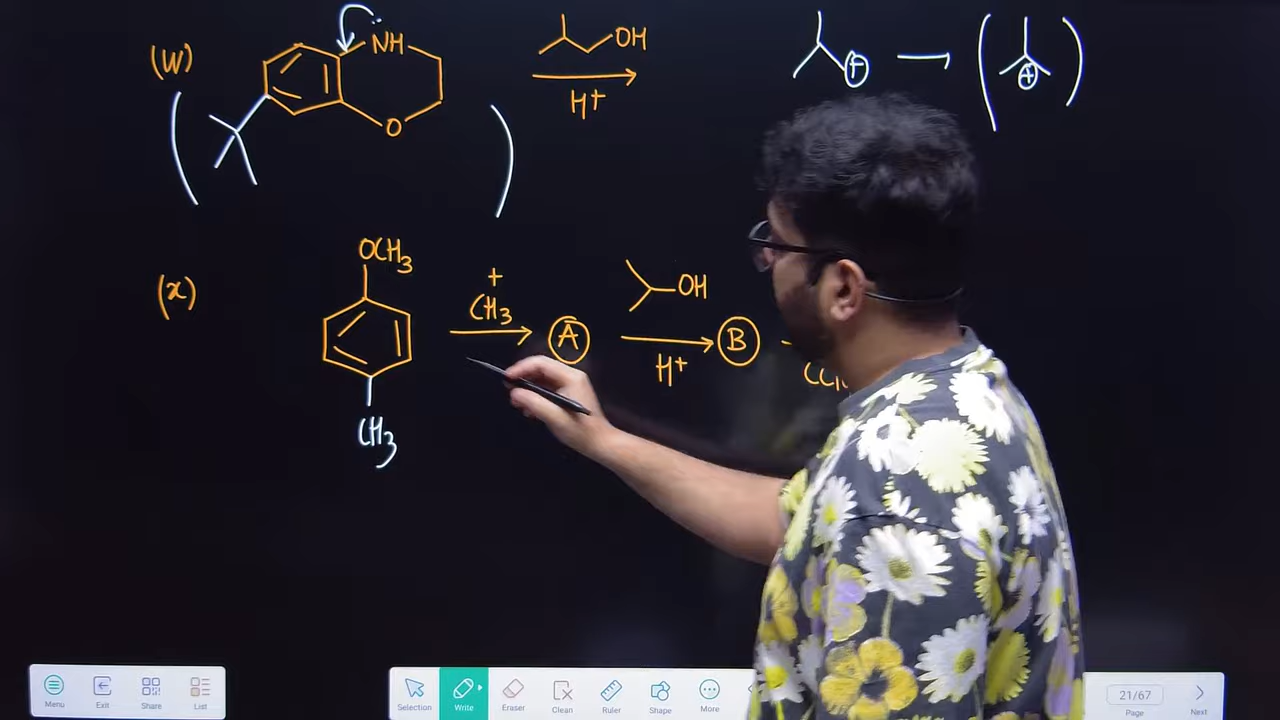 (W)
NH
O
OH
H+
+
+
(x)
OCH3
CH3
+
CH3
A
OH
H+
B
21/67
Menu
Exit
Share
List
Selection
Write
Eraser
Clean
Ruler
Shape
More
Page
Next